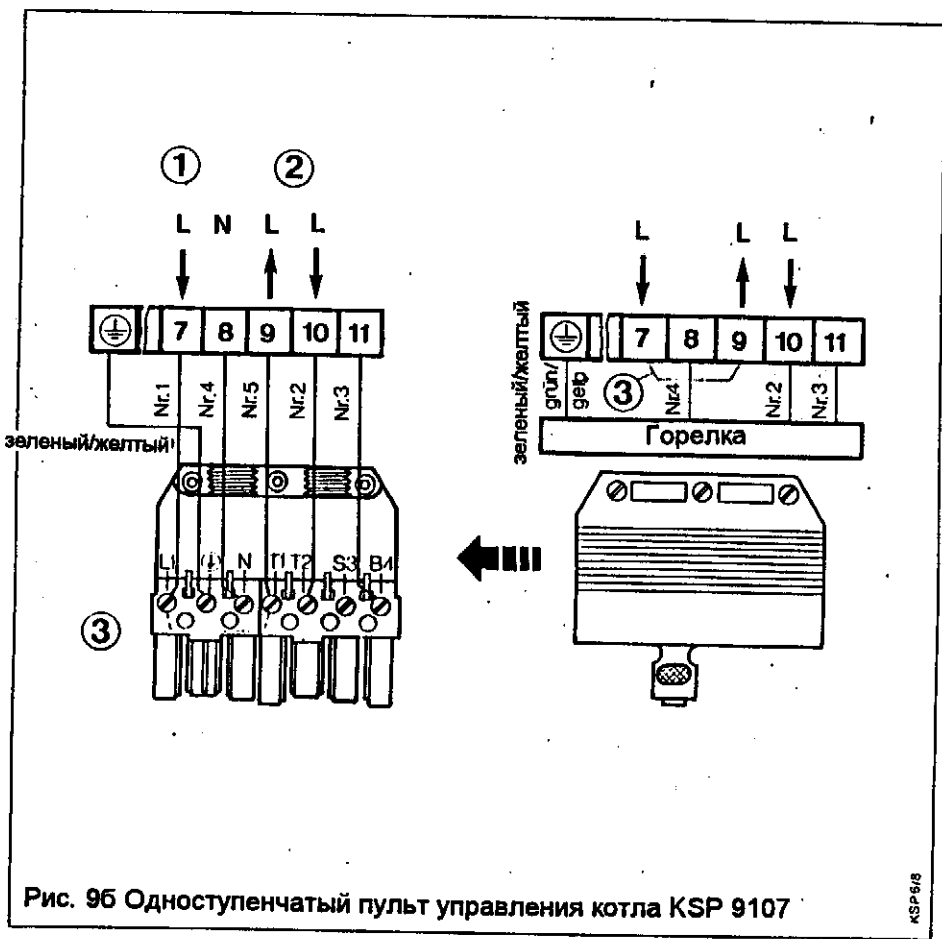 ① ②
L N L L
7 8 9 10 11
Nr.1 Nr.4 Nr.5 Nr.2 Nr.3
зеленый/желтый
L1 N T1 T2 S3 B4
③
L L L
7 8 9 10 11
зеленый/желтый
grün/
gelb
③
Nr.4 Nr.2 Nr.3
Горелка
Рис. 9б Одноступенчатый пульт управления котла KSP 9107
KSP 6/8